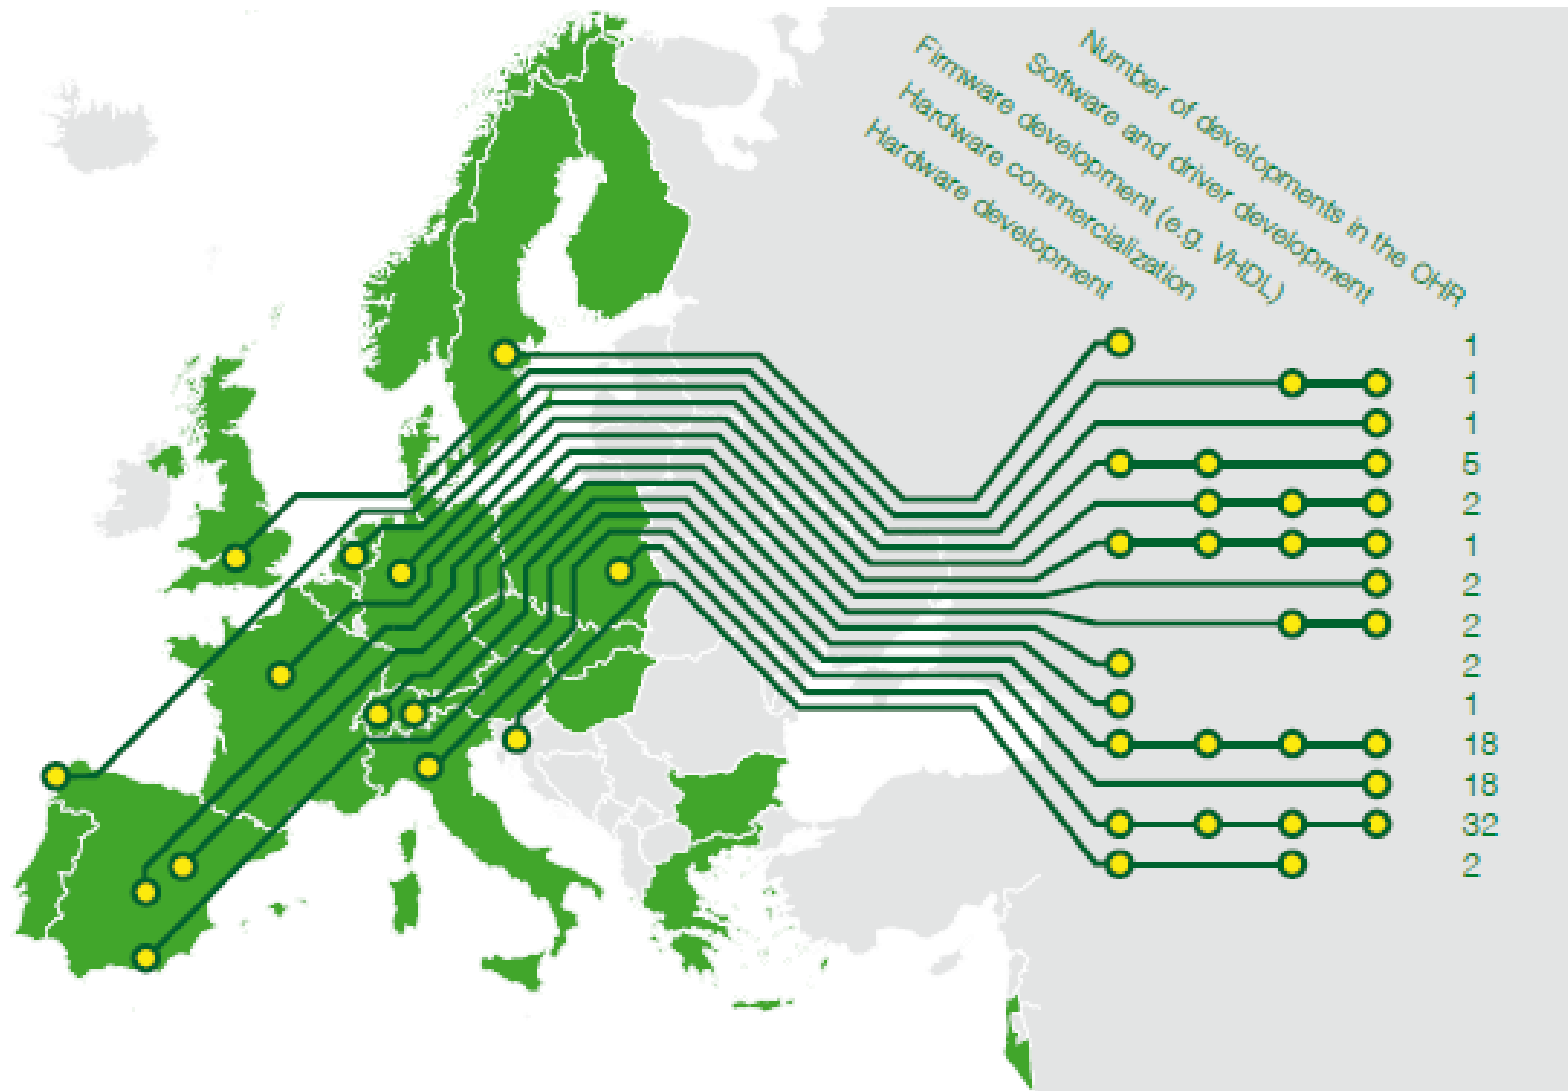 Number of developments in the OHR
Software and driver development
Firmware development (e.g. VHDL)
Hardware commercialization
Hardware development
1
1
1
5
2
1
2
2
2
1
18
18
32
2